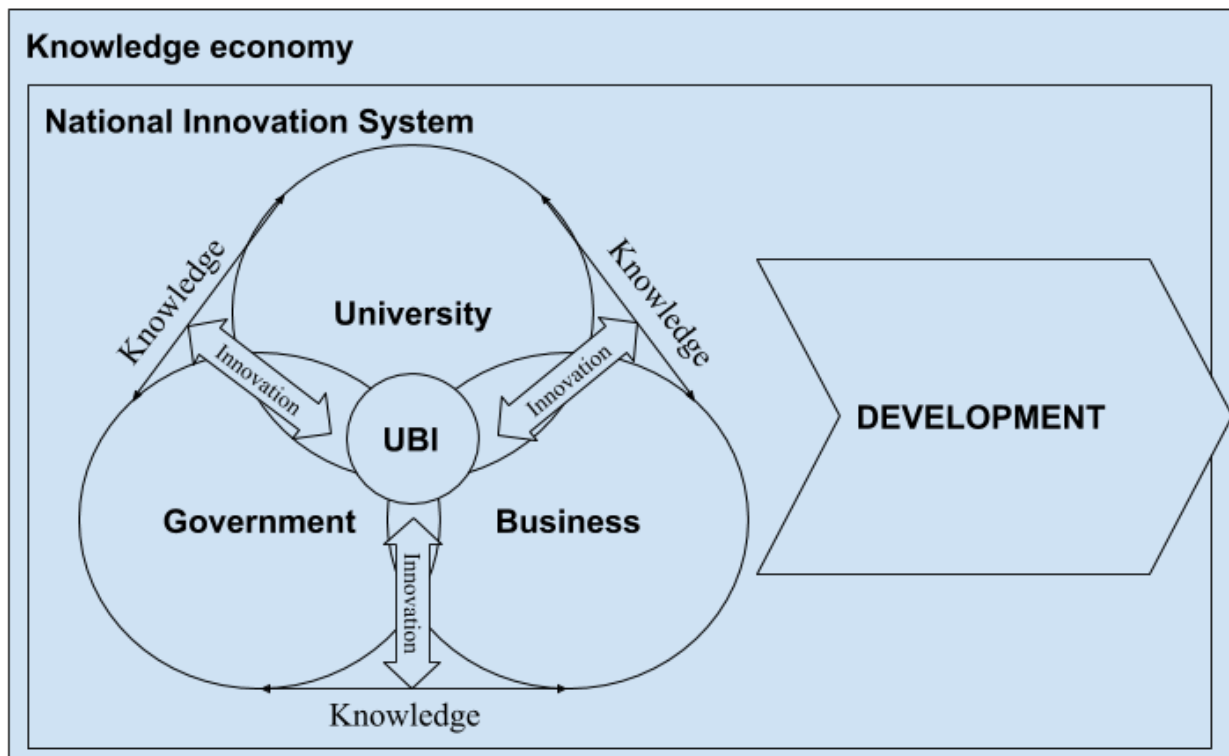 Knowledge economy
National Innovation System
Knowledge
Knowledge
University
Innovation
Innovation
UBI
DEVELOPMENT
Government
Business
Innovation
Knowledge